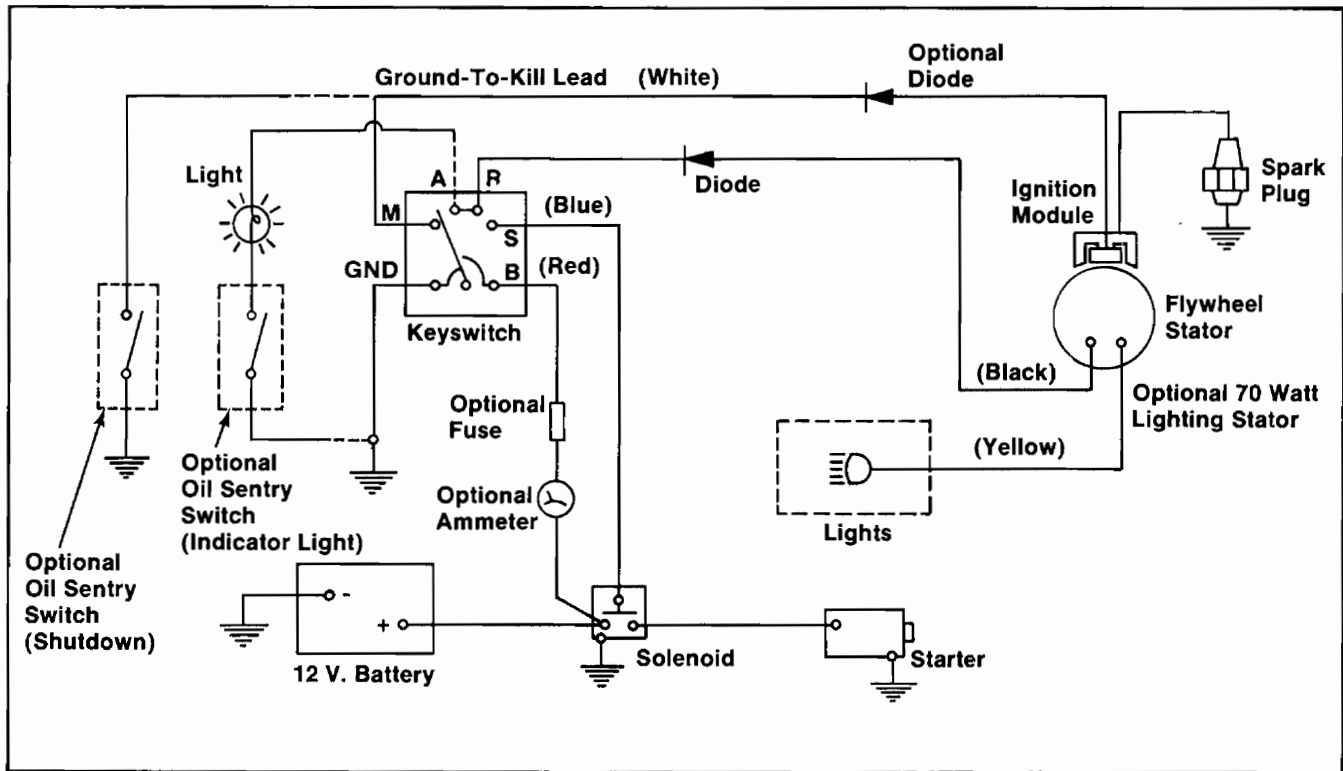 Optional
Diode
Ground-To-Kill Lead (White)
Light
A
R
Diode
Ignition
Module
Spark
Plug
M
(Blue)
S
GND
B
(Red)
Keyswitch
Flywheel
Stator
(Black)
Optional 70 Watt
Lighting Stator
Optional
Fuse
(Yellow)
Optional
Oil Sentry
Switch
(Indicator Light)
Optional
Ammeter
Lights
Optional
Oil Sentry
Switch
(Shutdown)
-
+
12 V. Battery
Solenoid
Starter